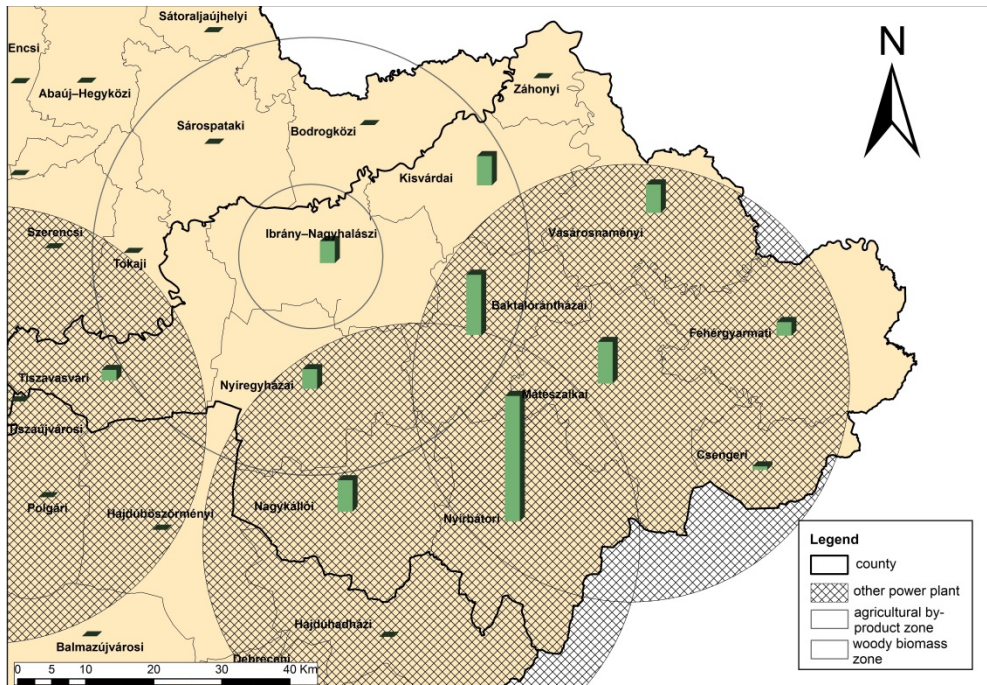 Sátoraljaújhelyi
N
Encsi
Abaúj–Hegyközi
Záhonyi
Sárospataki
Bodrogközi
Kisvárdai
Szerencsi
Ibrány–Nagyhalászi
Vásárosnaményi
Tokaji
Baktalórántházai
Fehérgyarmati
Tiszavasvári
Nyíregyházai
Máteszalkai
Tiszaújvárosi
Csengeri
Polgári
Hajdúböszörményi
Nagykállói
Nyírbátori
Legend
county
other power plant
agricultural by-
product zone
woody biomass
zone
Hajdúhadházi
Balmazújvárosi
Debreceni
0 5 10 20 30 40 Km